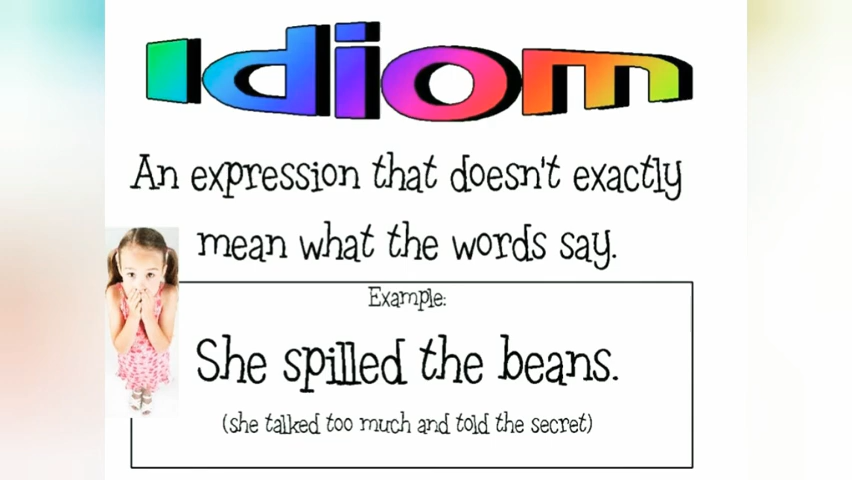 Idiom
An expression that doesn't exactly
mean what the words say.
Example:
She spilled the beans.
(she talked too much and told the secret)